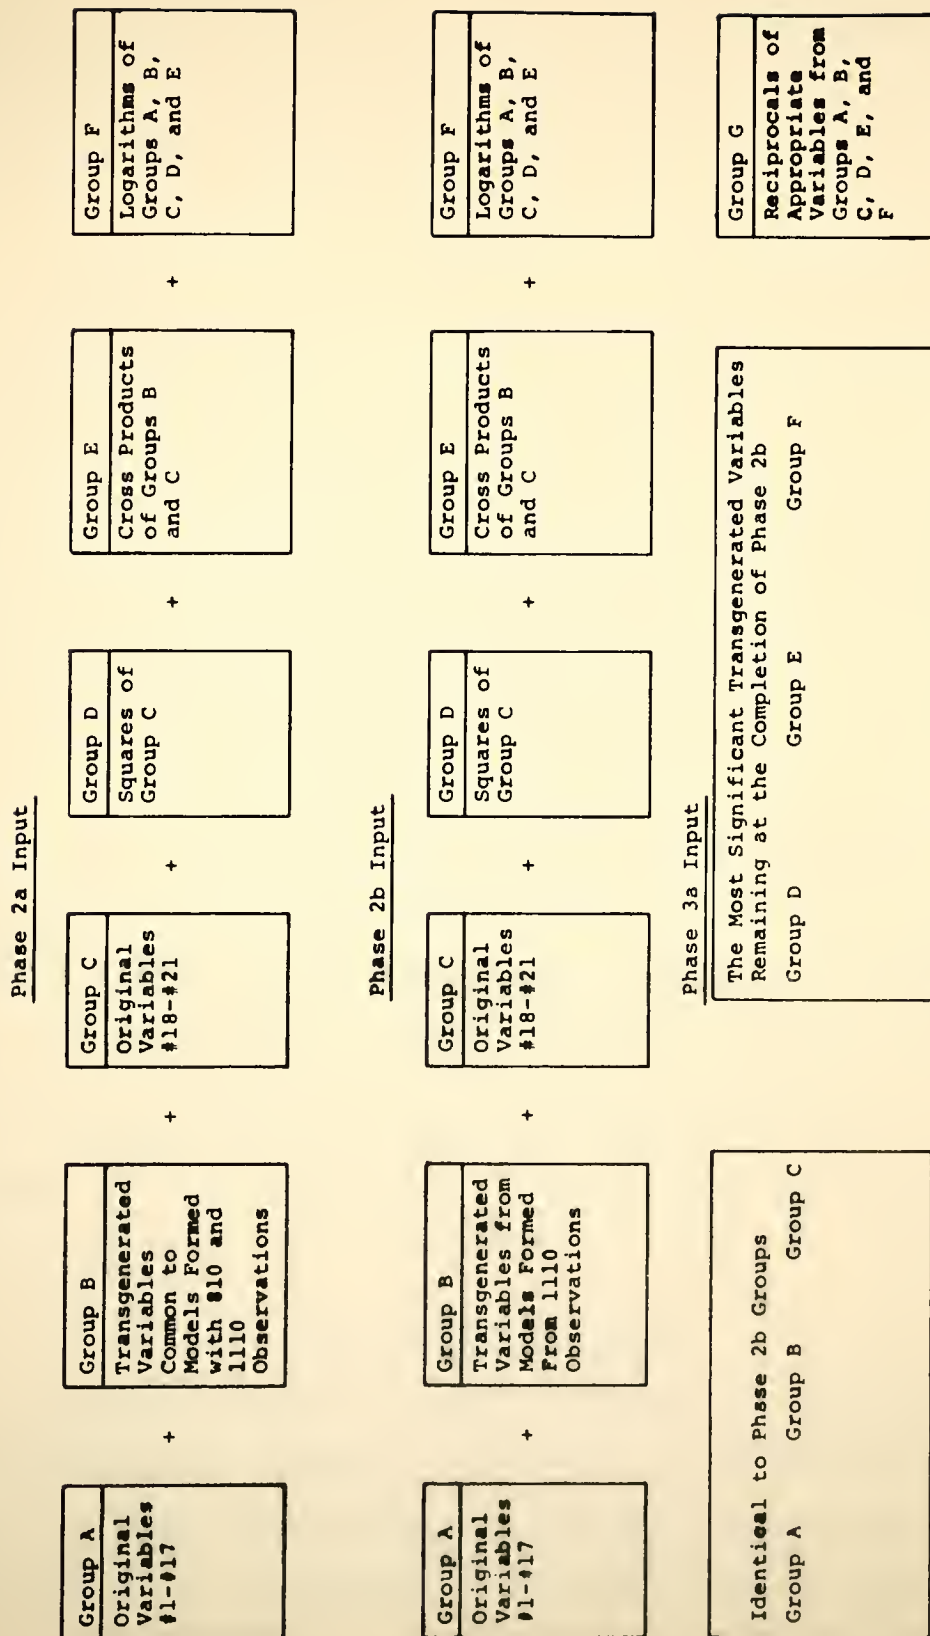 Phase 2a Input
Group A
Original
Variables
#1-#17
+
Group B
Transgenerated
Variables
Common to
Models Formed
with 810 and
1110
Observations
+
Group C
Original
Variables
#18-#21
+
Group D
Squares of
Group C
+
Group E
Cross Products
of Groups B
and C
+
Group F
Logarithms of
Groups A, B,
C, D, and E
Phase 2b Input
Group A
Original
Variables
#1-#17
+
Group B
Transgenerated
Variables from
Models Formed
From 1110
Observations
+
Group C
Original
Variables
#18-#21
+
Group D
Squares of
Group C
+
Group E
Cross Products
of Groups B
and C
+
Group F
Logarithms of
Groups A, B,
C, D, and E
Phase 3a Input
Identical to Phase 2b Groups
Group A Group B Group C
The Most Significant Transgenerated Variables
Remaining at the Completion of Phase 2b
Group D Group E Group F
Group G
Reciprocals of
Appropriate
Variables from
Groups A, B,
C, D, E, and
F